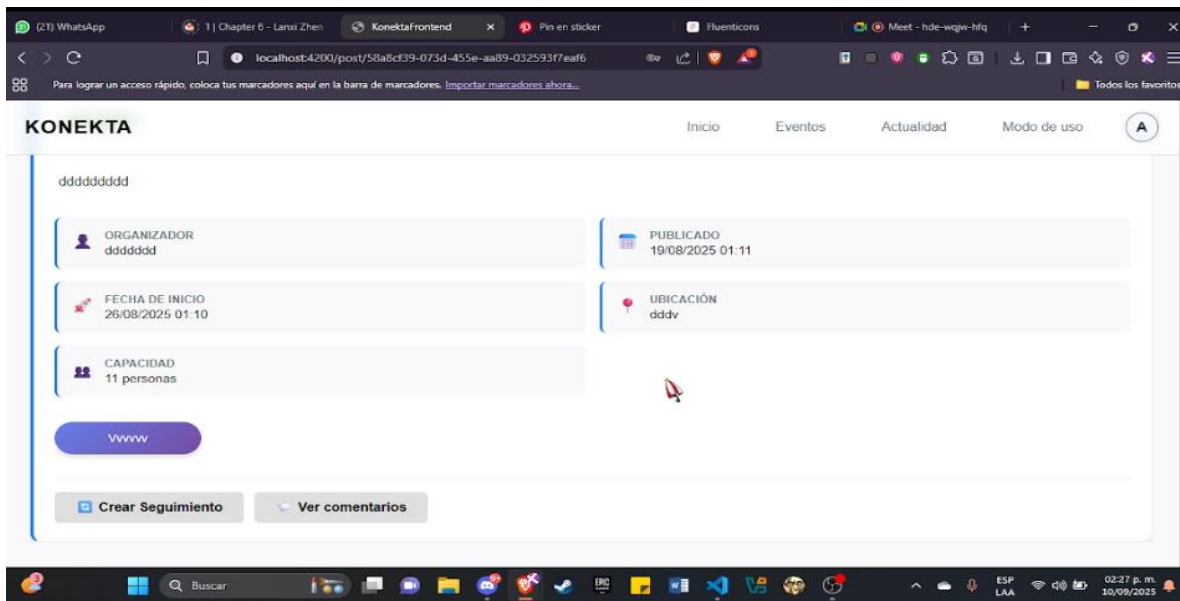 (21) WhatsApp
1 | Chapter 6 - Lanxi Zhen
KonektaFrontend
Pin en sticker
Fluenticons
Meet - hde-wqjw-hfq
localhost:4200/post/58a8cf39-073d-455e-aa89-032593f7eaf6
Para lograr un acceso rápido, coloca tus marcadores aquí en la barra de marcadores. Importar marcadores ahora...
Todos los favoritos
KONEKTA
Inicio
Eventos
Actualidad
Modo de uso
A
ddddddddd
ORGANIZADOR
ddddddd
PUBLICADO
19/08/2025 01:11
FECHA DE INICIO
26/08/2025 01:10
UBICACIÓN
dddv
CAPACIDAD
11 personas
Vvvvvv
Crear Seguimiento
Ver comentarios
Buscar
ESP
LAA
02:27 p. m.
10/09/2025